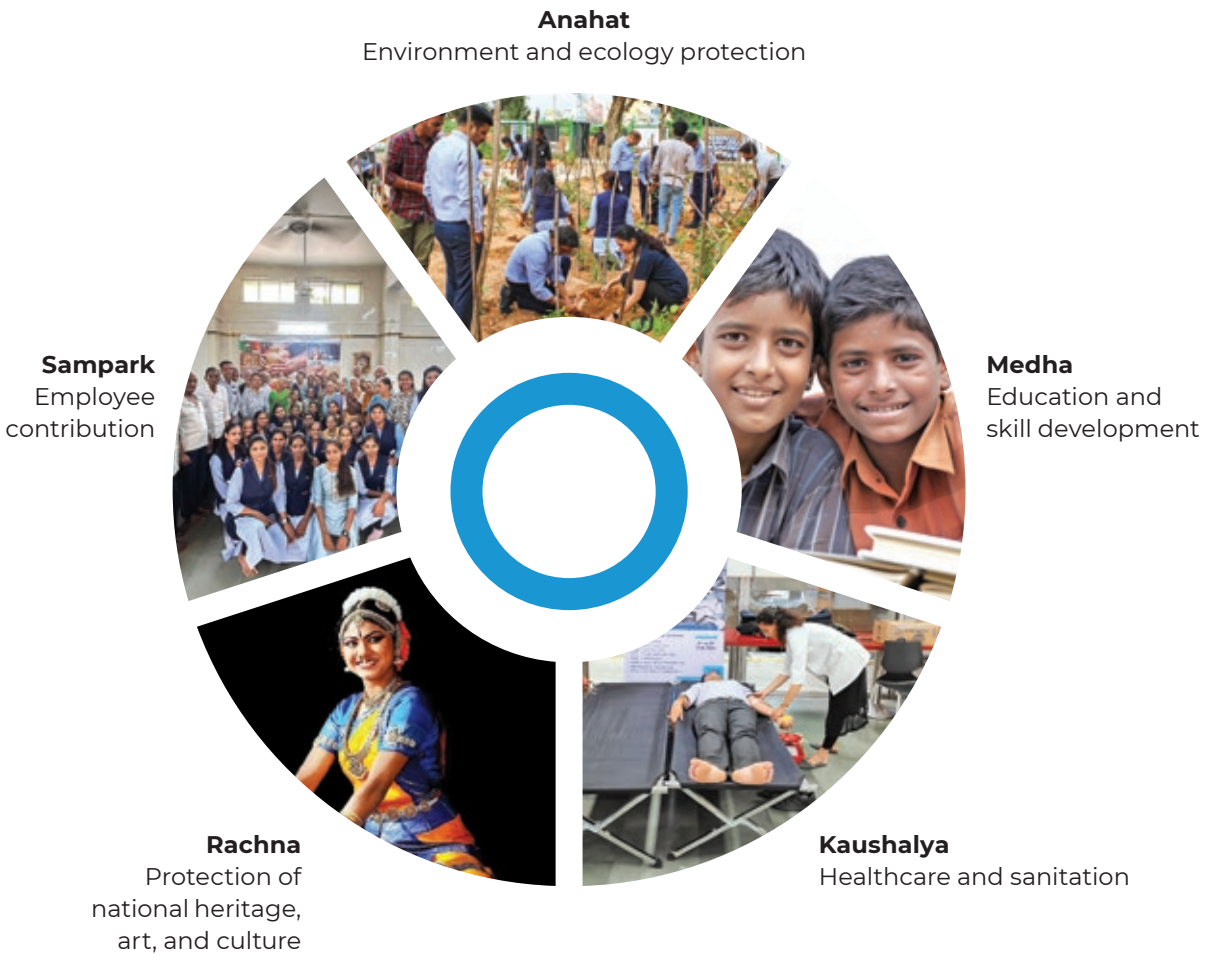 Anahat
Environment and ecology protection
Medha
Education and
skill development
Kaushalya
Healthcare and sanitation
Rachna
Protection of
national heritage,
art, and culture
Sampark
Employee
contribution